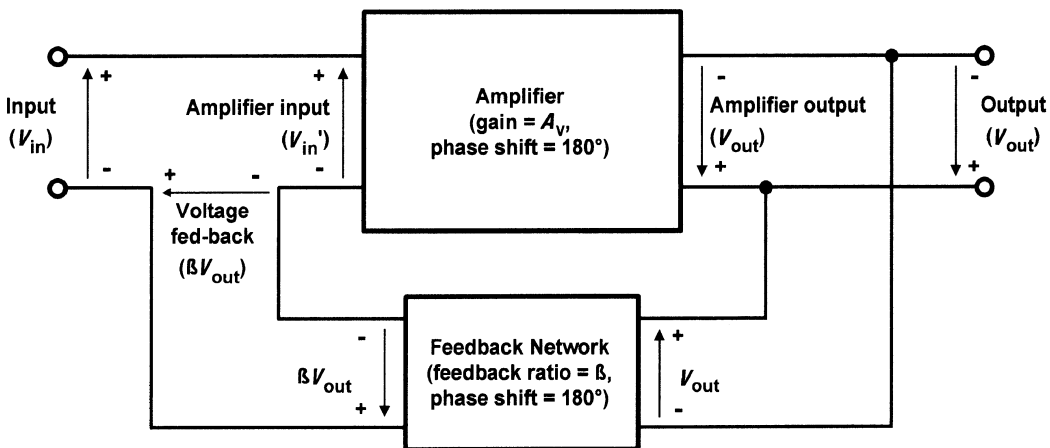 Input
(Vin)
+
-
Amplifier input
(Vin')
+
-
Amplifier
(gain = Av,
phase shift = 180°)
-
+
Amplifier output
(Vout)
-
+
Output
(Vout)
+
-
Voltage
fed-back
(ßVout)
-
+
ßVout
Feedback Network
(feedback ratio = ß,
phase shift = 180°)
+
-
Vout